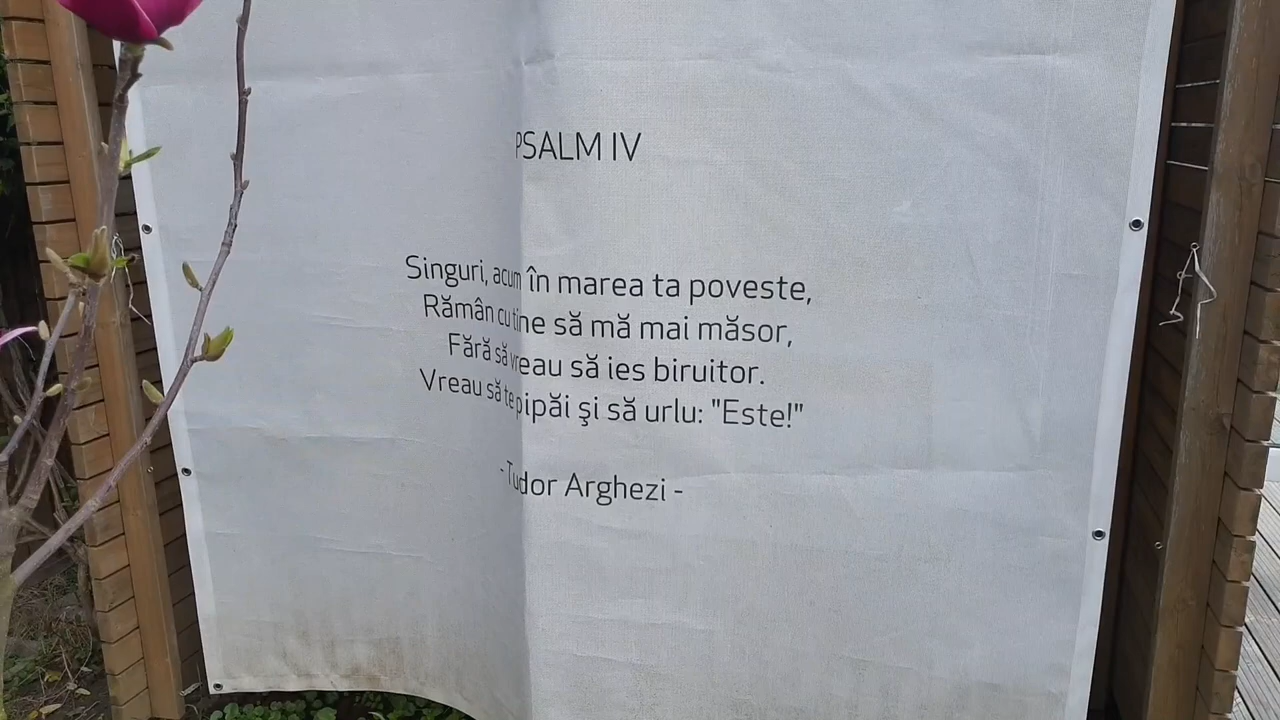 PSALM IV
Singuri, acum în marea ta poveste,
Rămân cu tine să mă mai măsor,
Fără să vreau să ies biruitor.
Vreau să te pipăi şi să urlu: "Este!"
-Tudor Arghezi -